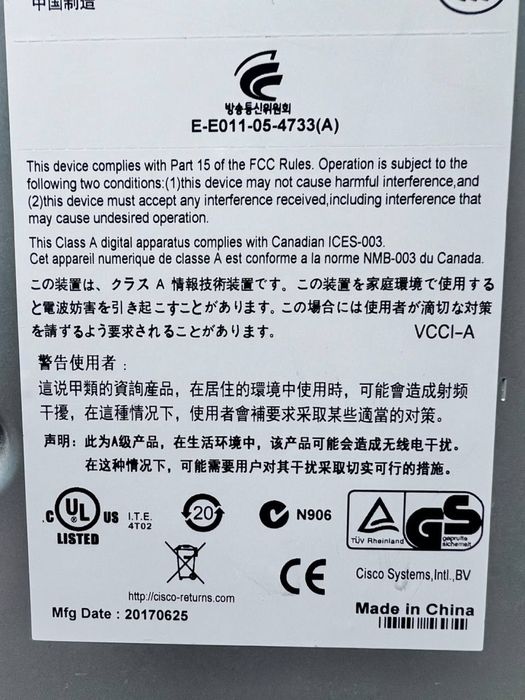 中国制造
방송통신위원회
E-E011-05-4733(A)
This device complies with Part 15 of the FCC Rules. Operation is subject to the
following two conditions:(1)this device may not cause harmful interference,and
(2)this device must accept any interference received,including interference that
may cause undesired operation.
This Class A digital apparatus complies with Canadian ICES-003.
Cet appareil numerique de classe A est conforme a la norme NMB-003 du Canada.
この装置は、クラス A 情報技術装置です。この装置を家庭環境で使用する
と電波妨害を引き起こすことがあります。この場合には使用者が滴切な対策
を請ずるよう要求されることがあります。
VCCI-A
警告使用者：
這说甲類的資詢産品，在居住的環境中使用時，可能會造成射频
干擾，在這種情况下，使用者會補要求采取某些適當的对策。
声明：此为A级产品，在生活环境中，该产品可能会造成无线电干扰。
在这种情况下，可能需要用户对其干扰采取切实可行的措施。
C UL US I.T.E. 4T02
LISTED
20
N906
TÜV Rheinland
GS
geprüfte
sicherheit
http://cisco-returns.com
CE
Cisco Systems,Intl.,BV
Mfg Date : 20170625
Made in China